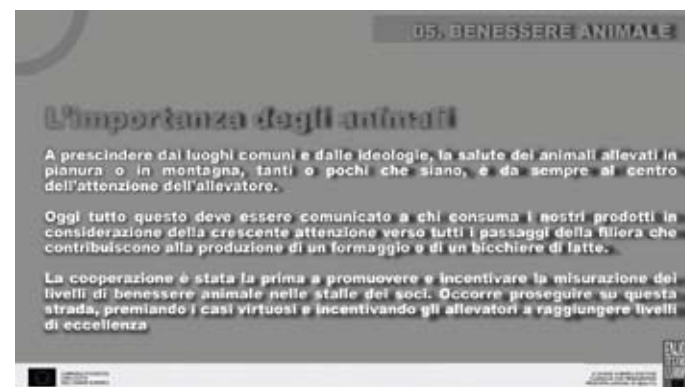 05. BENESSERE ANIMALE
L'importanza degli animali
A prescindere dai luoghi comuni e dalle ideologie, la salute dei animali allevati in
pianura o in montagna, tanti o pochi che siano, è da sempre al centro
dell'attenzione dell'allevatore.
Oggi tutto questo deve essere comunicato a chi consuma i nostri prodotti in
considerazione della crescente attenzione verso tutti i passaggi della filiera che
contribuiscono alla produzione di un formaggio o di un bicchiere di latte.
La cooperazione è stata la prima a promuovere e incentivare la misurazione dei
livelli di benessere animale nelle stalle dei soci. Occorre proseguire su questa
strada, premiando i casi virtuosi e incentivando gli allevatori a raggiungere livelli
di eccellenza